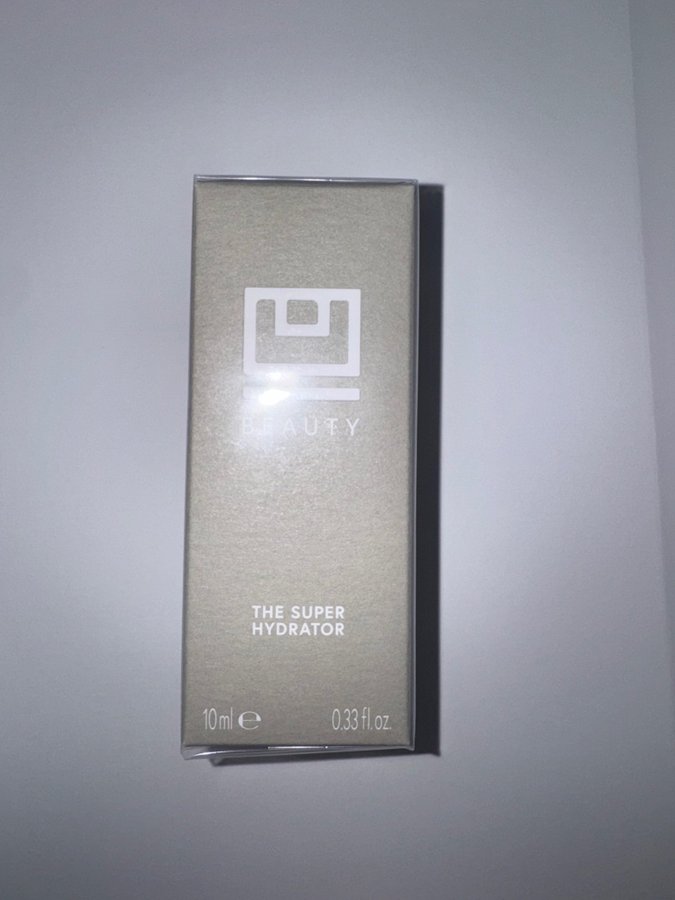 BEAUTY
THE SUPER
HYDRATOR
10ml ℮
0.33 fl.oz.